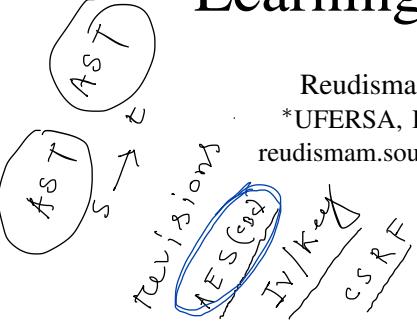 Learning
AST
Reudisma
*UFERSA, 
reudismam.sou
AST
S → t
revisions
AES (CBC)
IV/Key
CSRF